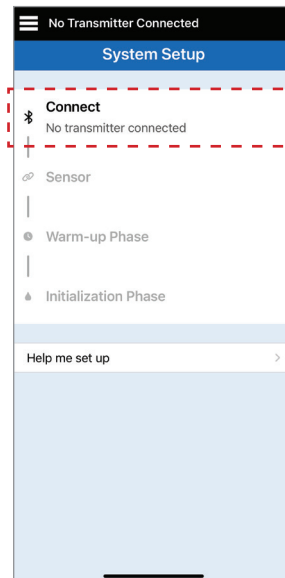 No Transmitter Connected
System Setup
Connect
No transmitter connected
Sensor
Warm-up Phase
Initialization Phase
Help me set up